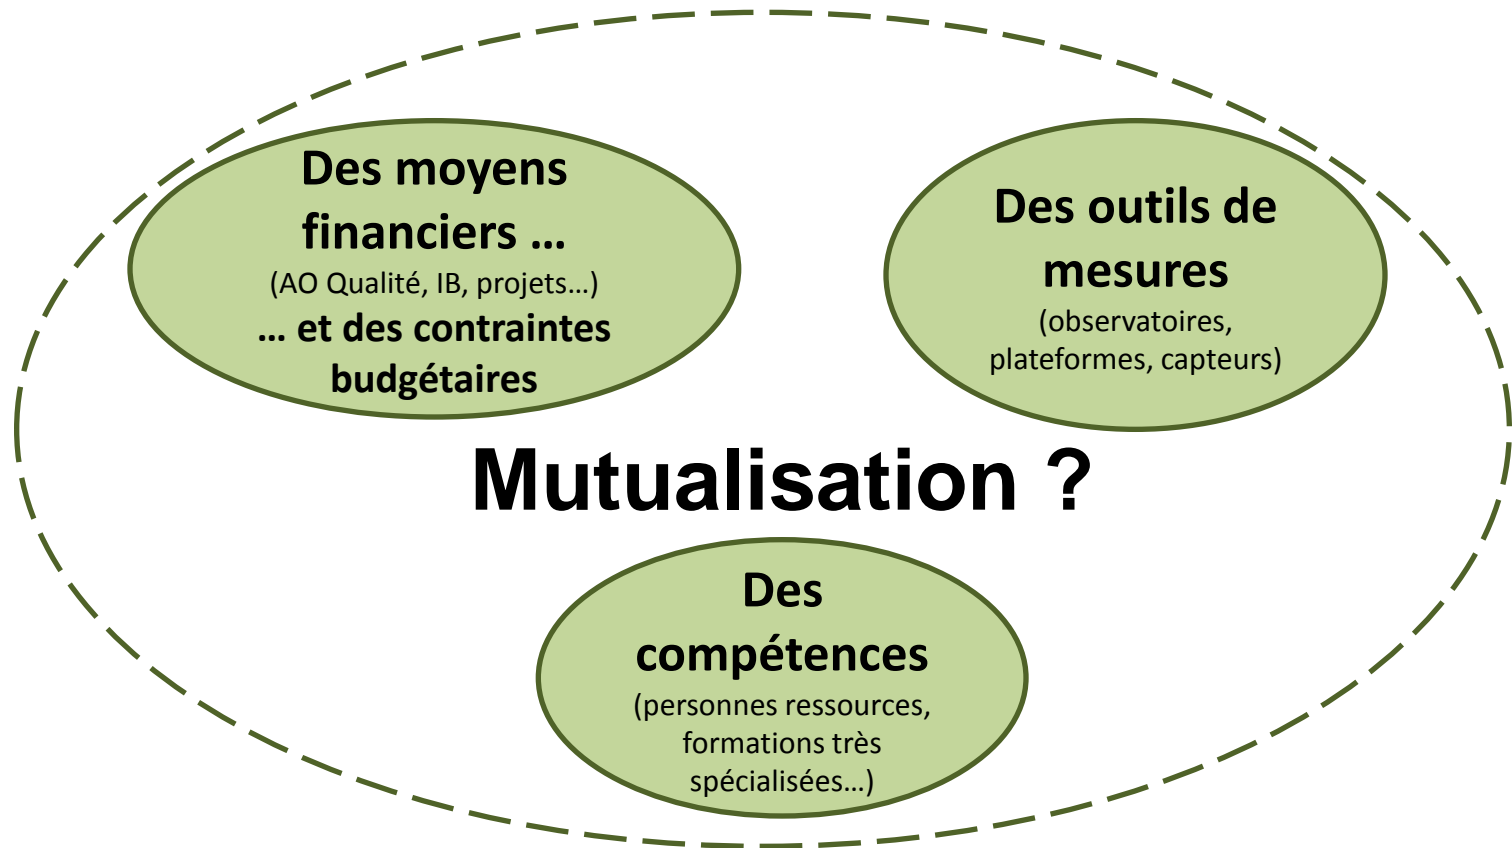 Des moyens
financiers …
(AO Qualité, IB, projets…)
… et des contraintes
budgétaires
Des outils de
mesures
(observatoires,
plateformes, capteurs)
Mutualisation ?
Des
compétences
(personnes ressources,
formations très
spécialisées…)